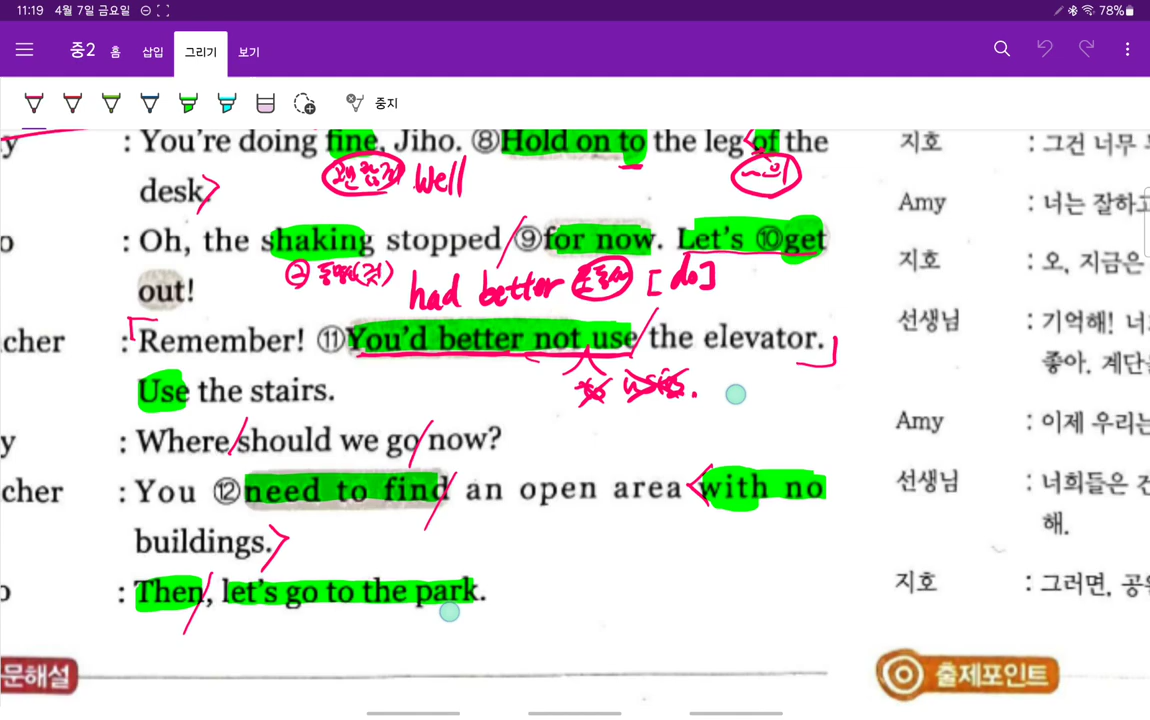 11:19 4월 7일 금요일 78%
중2 홈 삽입 그리기 보기
중지
y : You're doing fine, Jiho. ⑧Hold on to the leg of the
괜찮게 well ~의
desk.
o : Oh, the shaking stopped ⑨for now. Let's ⑩get
② 동명사(것) had better 조동사 [do]
out!
cher : Remember! ⑪You'd better not use the elevator.
to using.
Use the stairs.
y : Where should we go now?
cher : You ⑫need to find an open area with no
buildings.
o : Then, let's go to the park.
문해설
지호 : 그건 너무
Amy : 너는 잘하고
지호 : 오, 지금은
선생님 : 기억해! 너
좋아. 계단
Amy : 이제 우리는
선생님 : 너희들은 건
해.
지호 : 그러면, 공원
출제포인트